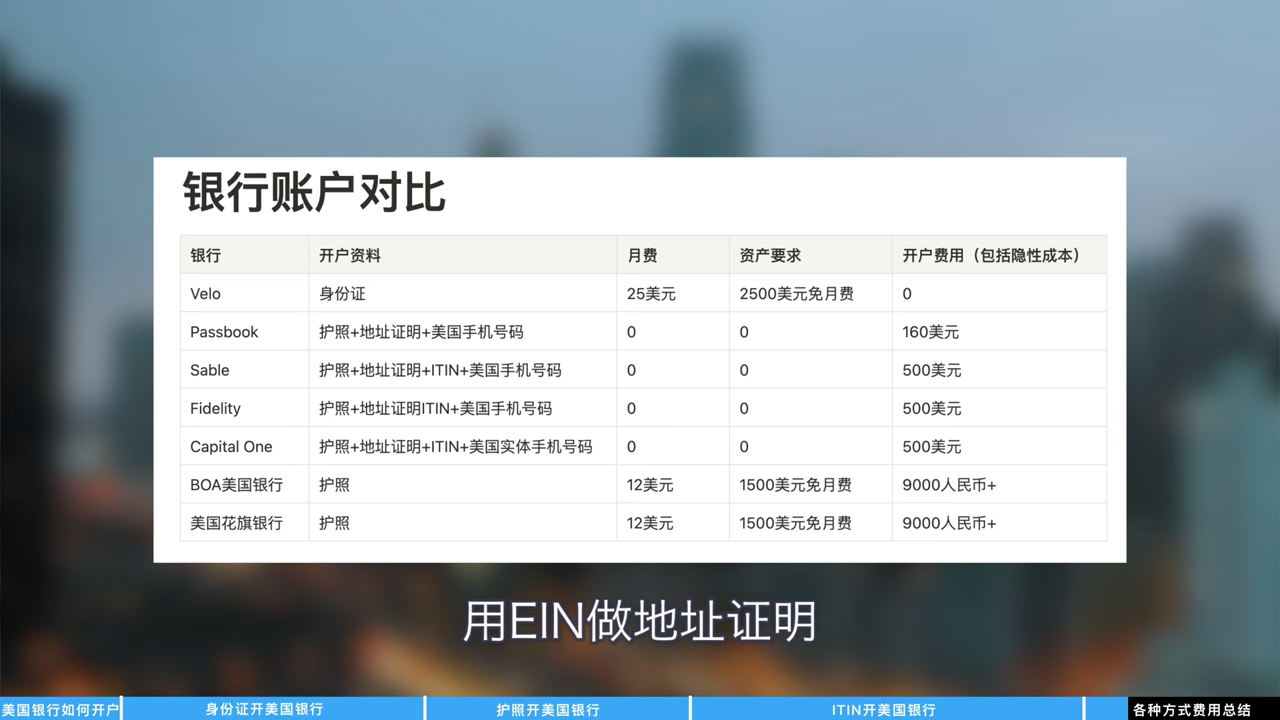 银行账户对比
银行 开户资料 月费 资产要求 开户费用（包括隐性成本）
Velo 身份证 25美元 2500美元免月费 0
Passbook 护照+地址证明+美国手机号码 0 0 160美元
Sable 护照+地址证明+ITIN+美国手机号码 0 0 500美元
Fidelity 护照+地址证明ITIN+美国手机号码 0 0 500美元
Capital One 护照+地址证明+ITIN+美国实体手机号码 0 0 500美元
BOA美国银行 护照 12美元 1500美元免月费 9000人民币+
美国花旗银行 护照 12美元 1500美元免月费 9000人民币+
用EIN做地址证明
美国银行如何开户 身份证开美国银行 护照开美国银行 ITIN开美国银行 各种方式费用总结